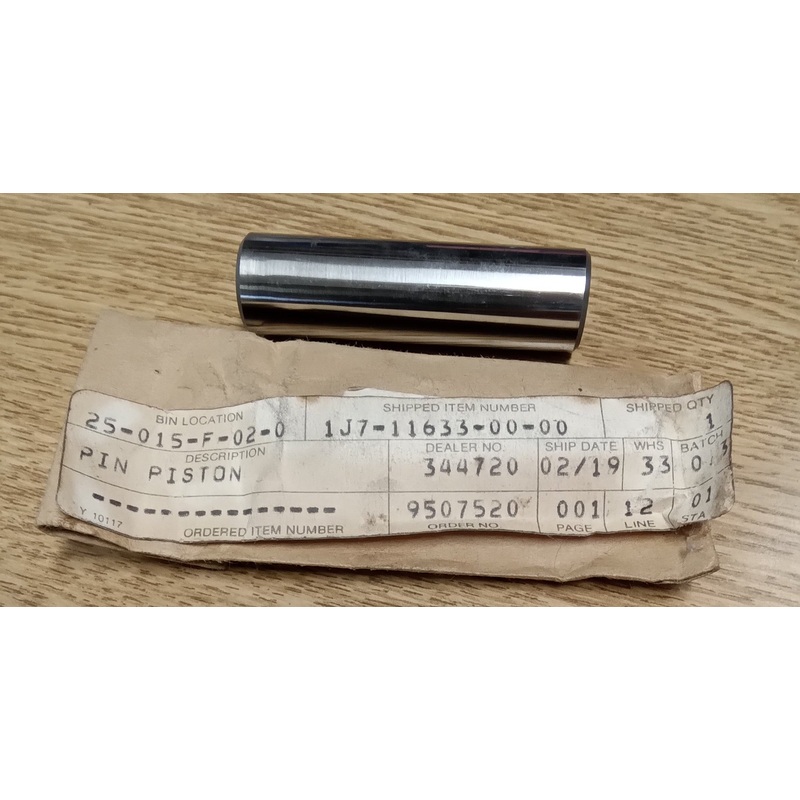 BIN LOCATION SHIPPED ITEM NUMBER SHIPPED QTY
25-015-F-02-0 1J7-11633-00-00 1
DESCRIPTION DEALER NO. SHIP DATE WHS BATCH
PIN PISTON 344720 02/19 33
------------- 9507520 001 12 01
Y 10117 ORDERED ITEM NUMBER ORDER NO. PAGE LINE STA